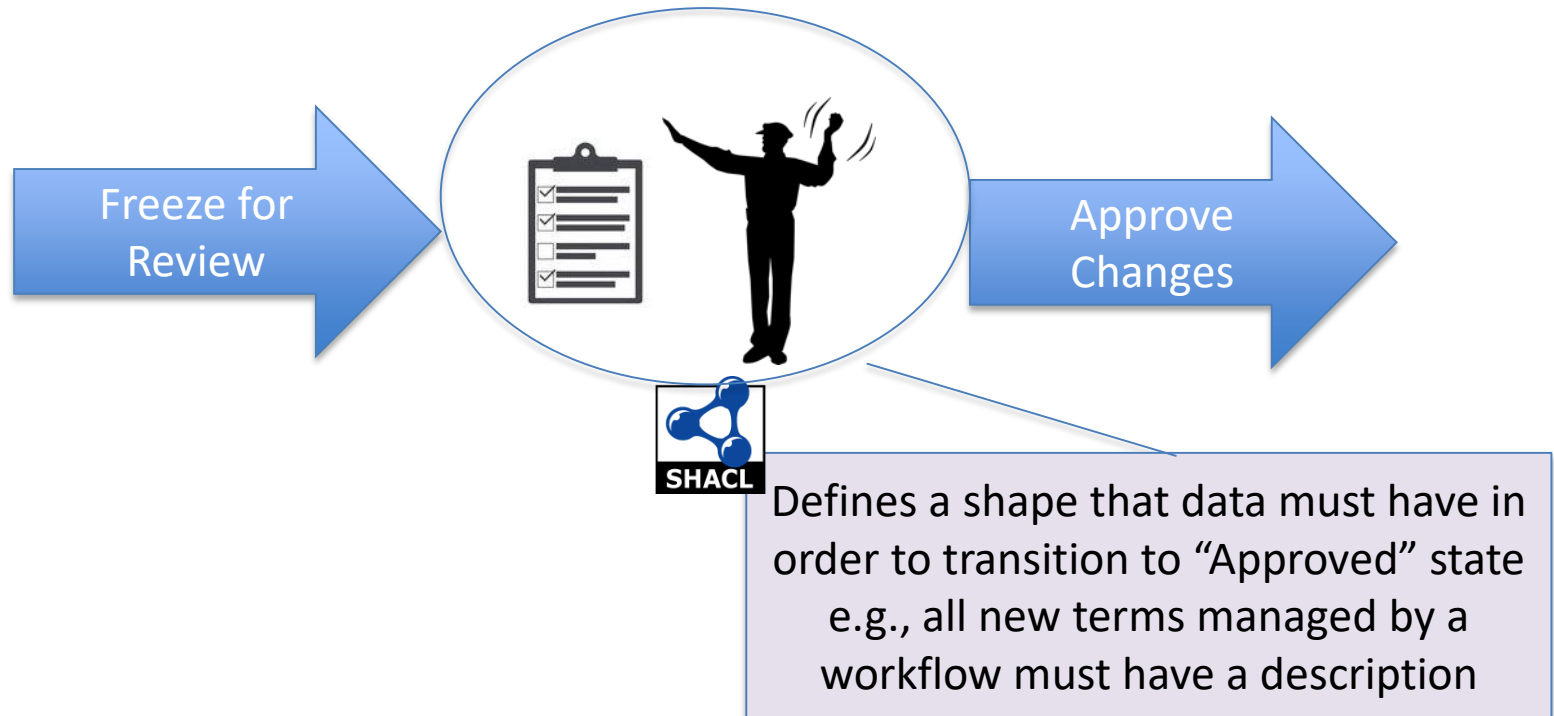 Freeze for
Review
Approve
Changes
SHACL
Defines a shape that data must have in
order to transition to “Approved” state
e.g., all new terms managed by a
workflow must have a description